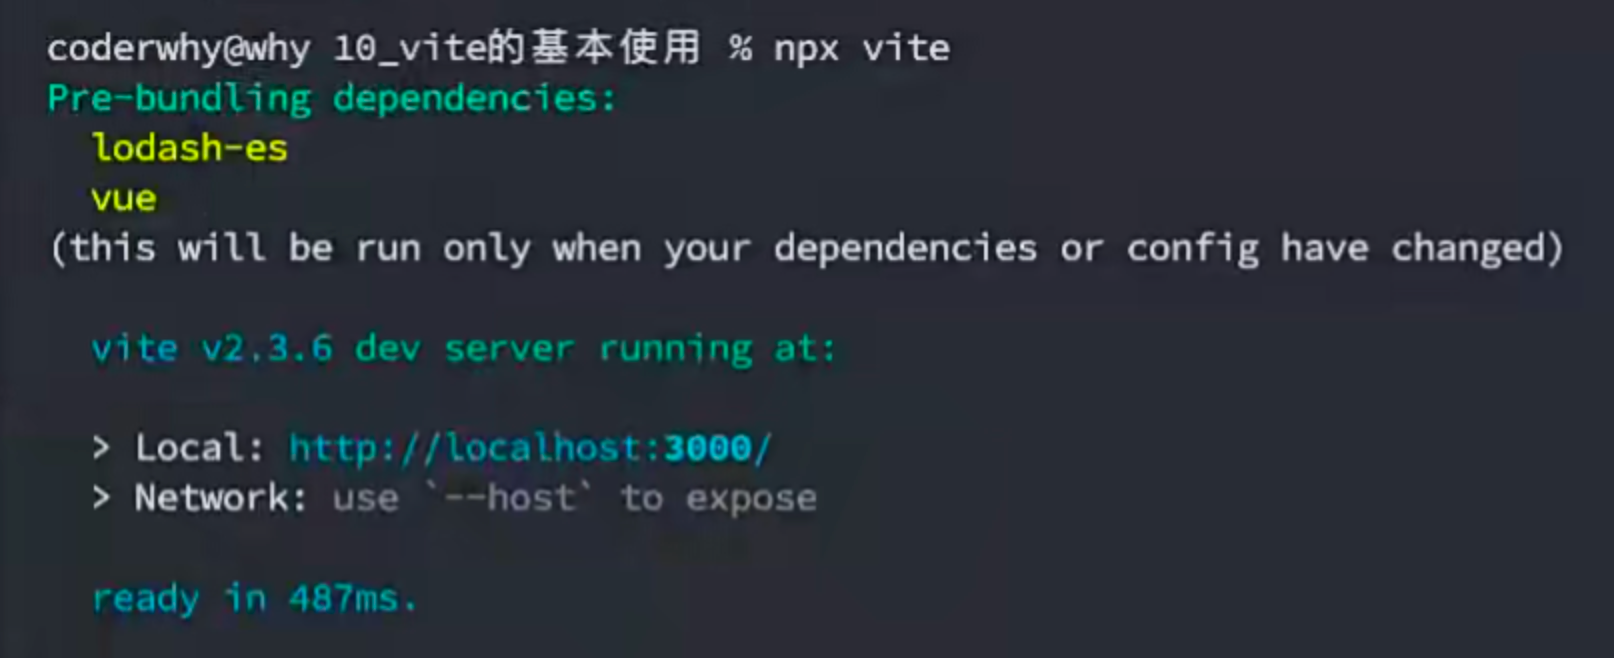 coderwhy@why 10_vite的基本使用 % npx vite
Pre-bundling dependencies:
lodash-es
vue
(this will be run only when your dependencies or config have changed)
vite v2.3.6 dev server running at:
> Local: http://localhost:3000/
> Network: use `--host` to expose
ready in 487ms.